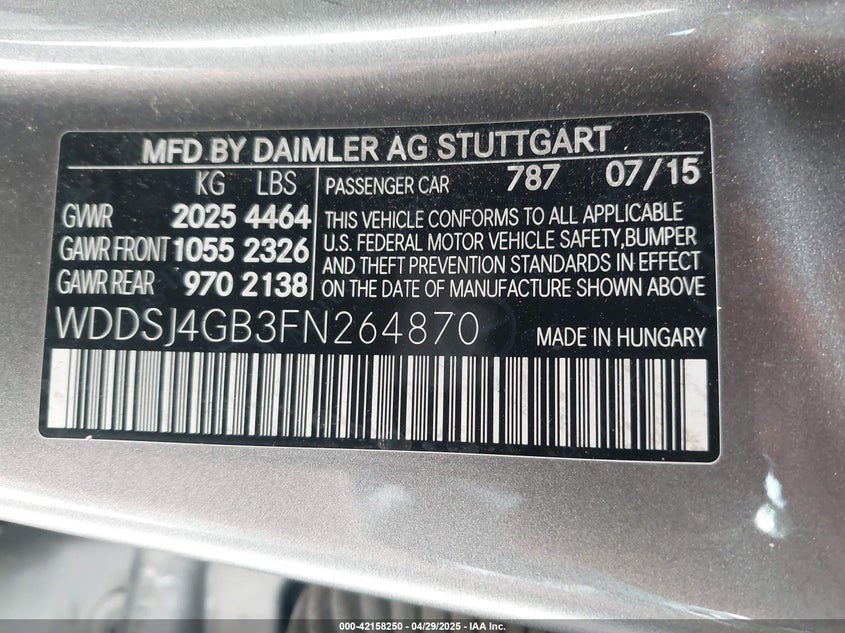 MFD BY DAIMLER AG STUTTGART
KG LBS
GVWR 2025 4464
GAWR FRONT 1055 2326
GAWR REAR 970 2138
PASSENGER CAR 787 07/15
THIS VEHICLE CONFORMS TO ALL APPLICABLE
U.S. FEDERAL MOTOR VEHICLE SAFETY, BUMPER
AND THEFT PREVENTION STANDARDS IN EFFECT
ON THE DATE OF MANUFACTURE SHOWN ABOVE
WDDSJ4GB3FN264870 MADE IN HUNGARY
000-42158250 - 04/29/2025 - IAA Inc.